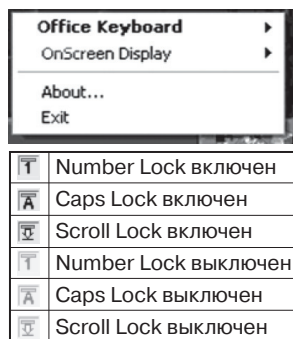 Office Keyboard
OnScreen Display
About...
Exit
Number Lock включен
Caps Lock включен
Scroll Lock включен
Number Lock выключен
Caps Lock выключен
Scroll Lock выключен